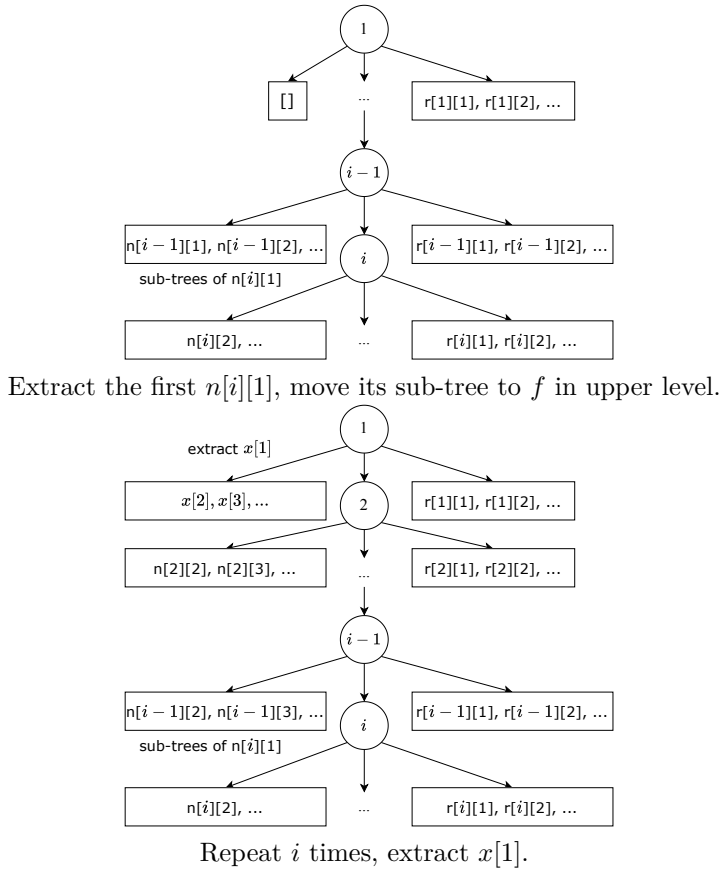 1
[]
...
r[1][1], r[1][2], ...
i−1
n[i−1][1], n[i−1][2], ...
r[i−1][1], r[i−1][2], ...
i
sub-trees of n[i][1]
n[i][2], ...
...
r[i][1], r[i][2], ...
Extract the first n[i][1], move its sub-tree to f in upper level.
1
extract x[1]
x[2], x[3], ...
r[1][1], r[1][2], ...
2
n[2][2], n[2][3], ...
...
r[2][1], r[2][2], ...
i−1
n[i−1][2], n[i−1][3], ...
r[i−1][1], r[i−1][2], ...
i
sub-trees of n[i][1]
n[i][2], ...
...
r[i][1], r[i][2], ...
Repeat i times, extract x[1].